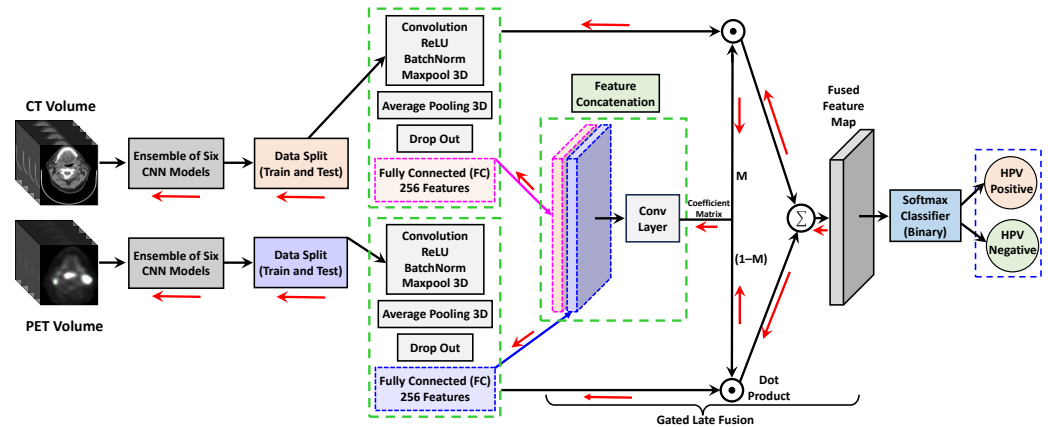 CT Volume
Ensemble of Six
CNN Models
Data Split
(Train and Test)
Convolution
ReLU
BatchNorm
Maxpool 3D
Average Pooling 3D
Drop Out
Fully Connected (FC)
256 Features
PET Volume
Ensemble of Six
CNN Models
Data Split
(Train and Test)
Convolution
ReLU
BatchNorm
Maxpool 3D
Average Pooling 3D
Drop Out
Fully Connected (FC)
256 Features
Feature
Concatenation
Conv
Layer
Coefficient
Matrix
M
(1–M)
Dot
Product
Gated Late Fusion
∑
Fused
Feature
Map
Softmax
Classifier
(Binary)
HPV
Positive
HPV
Negative